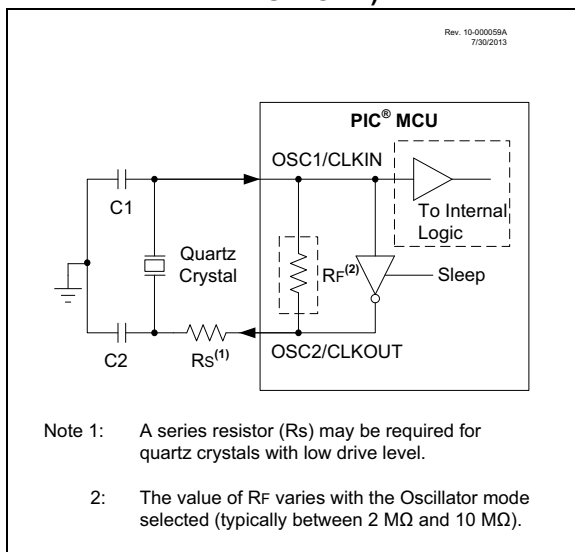 Rev. 10-000059A
7/30/2013
PIC® MCU
OSC1/CLKIN
C1
To Internal
Logic
Quartz
Crystal
RF(2)
Sleep
C2
RS(1)
OSC2/CLKOUT
Note 1: A series resistor (Rs) may be required for
quartz crystals with low drive level.
2: The value of RF varies with the Oscillator mode
selected (typically between 2 MΩ and 10 MΩ).